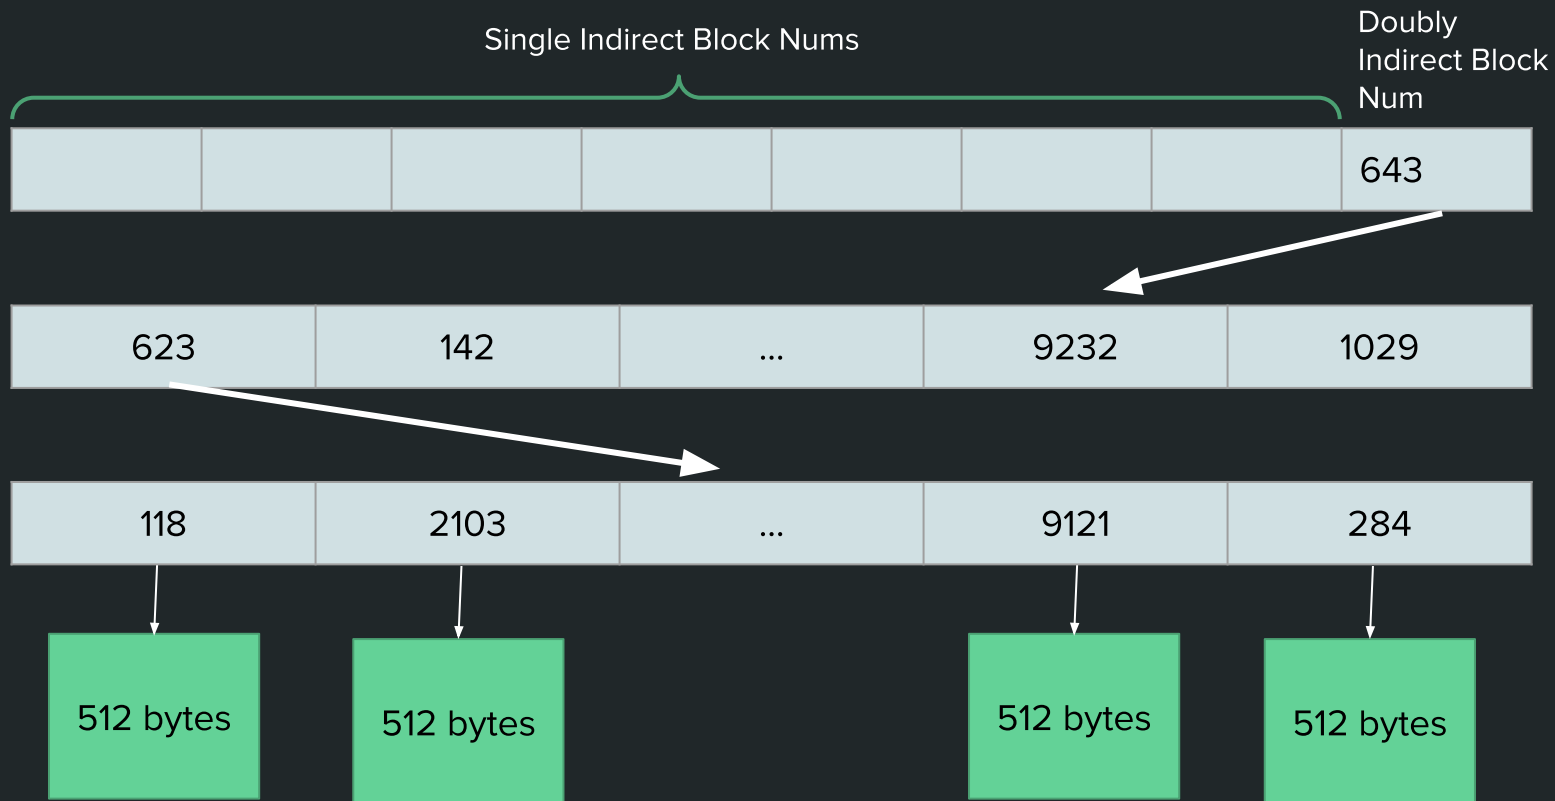 Single Indirect Block Nums
Doubly
Indirect Block
Num
643
623
142
...
9232
1029
118
2103
...
9121
284
512 bytes
512 bytes
512 bytes
512 bytes